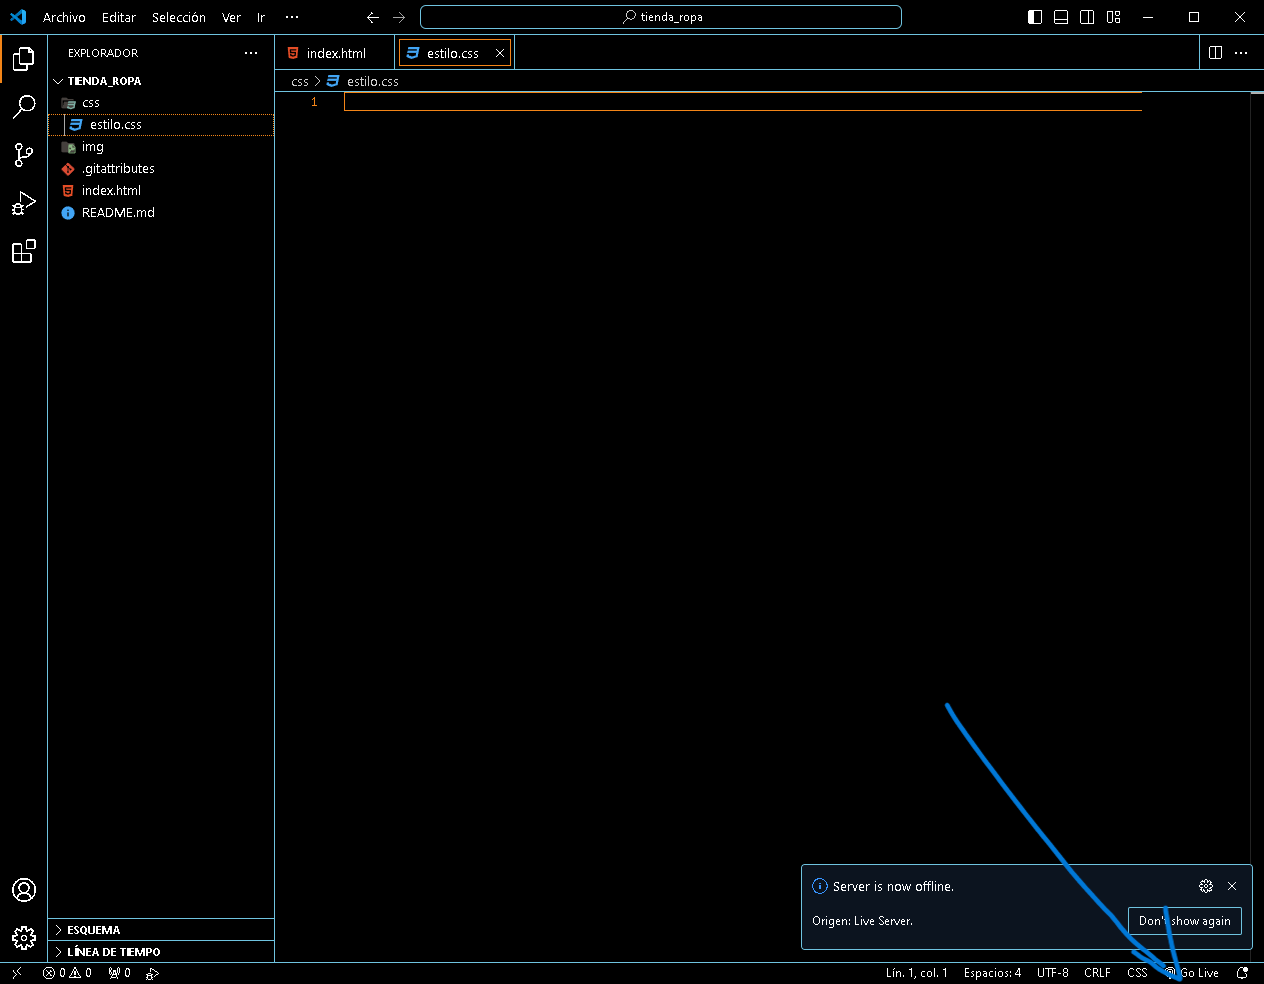 Archivo Editar Selección Ver Ir ··· tienda_ropa
EXPLORADOR ···
TIENDA_ROPA
css
estilo.css
img
.gitattributes
index.html
README.md
ESQUEMA
LÍNEA DE TIEMPO
index.html estilo.css
css > estilo.css
1
Server is now offline.
Origen: Live Server.
Don't show again
0 0 0
Lín. 1, col. 1 Espacios: 4 UTF-8 CRLF CSS Go Live